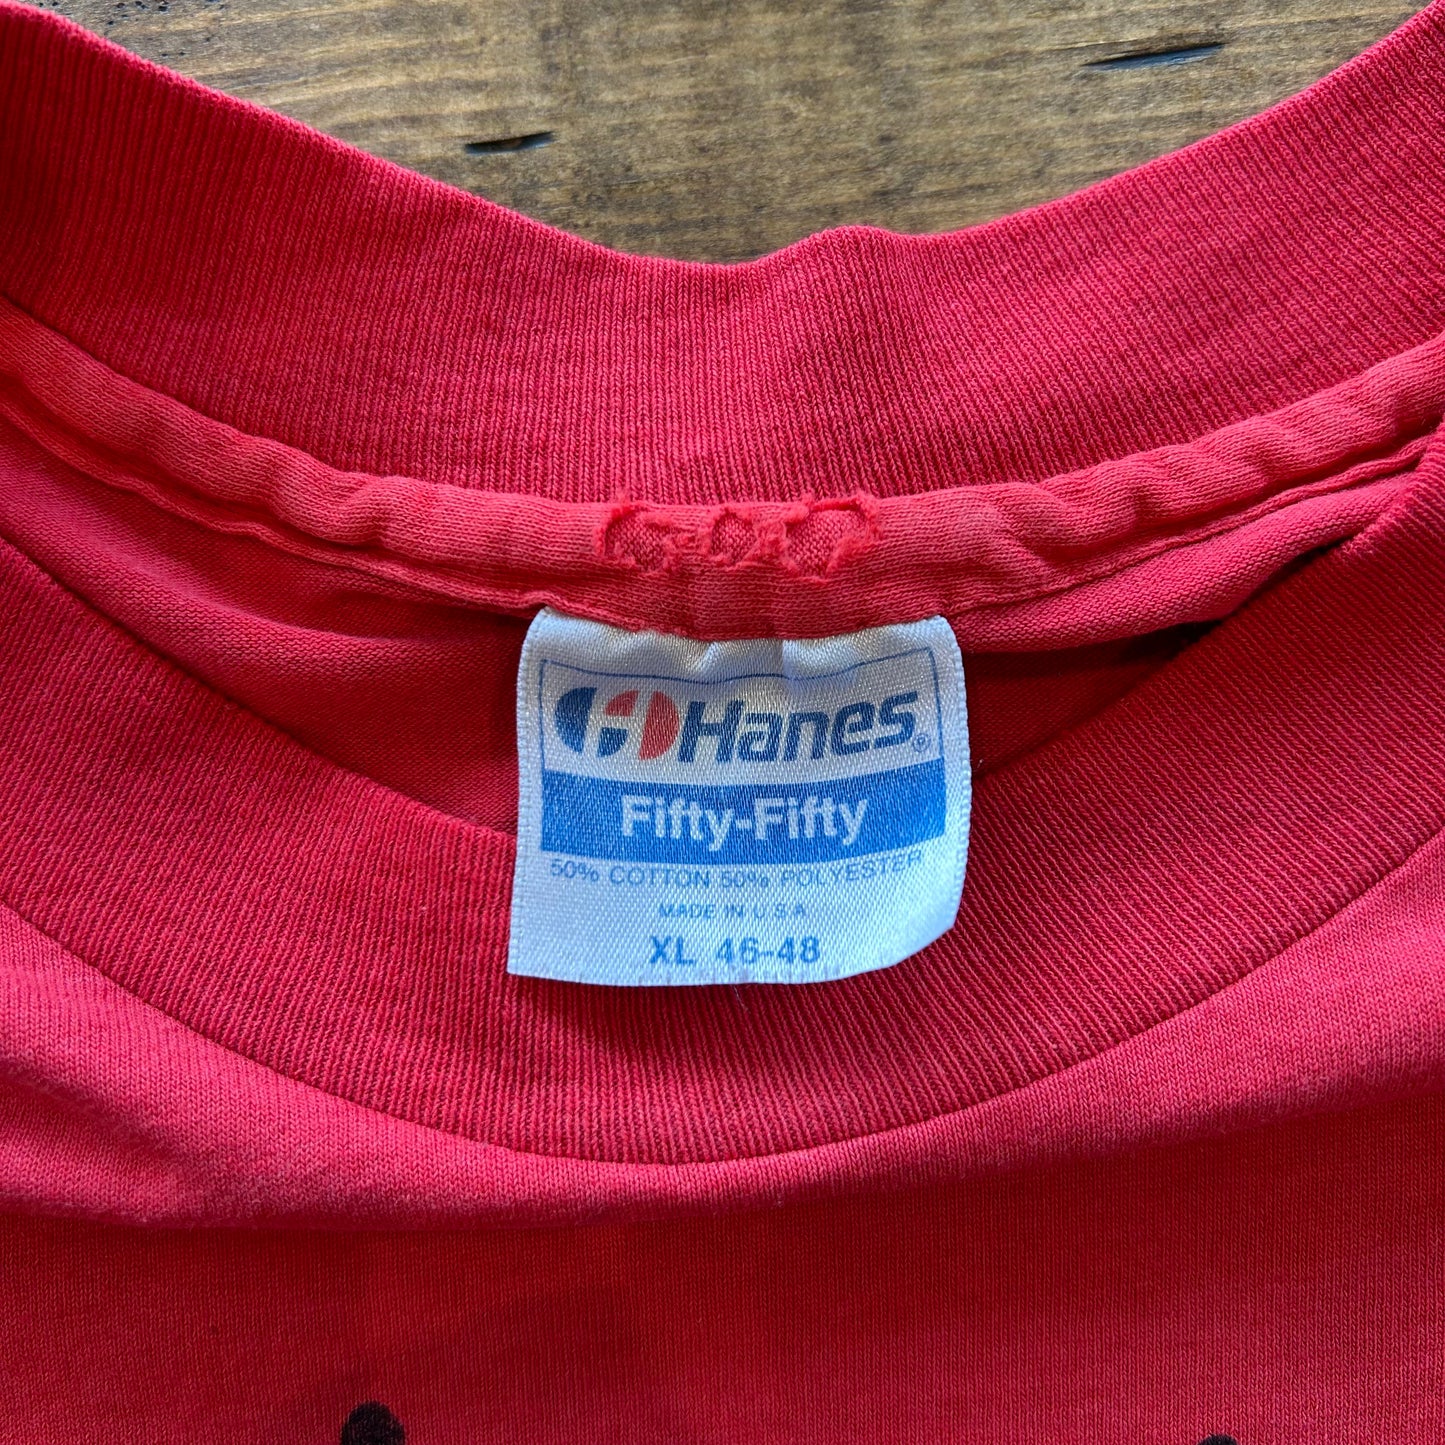 Hanes®
Fifty-Fifty
50% COTTON 50% POLYESTER
MADE IN U.S.A
XL 46-48